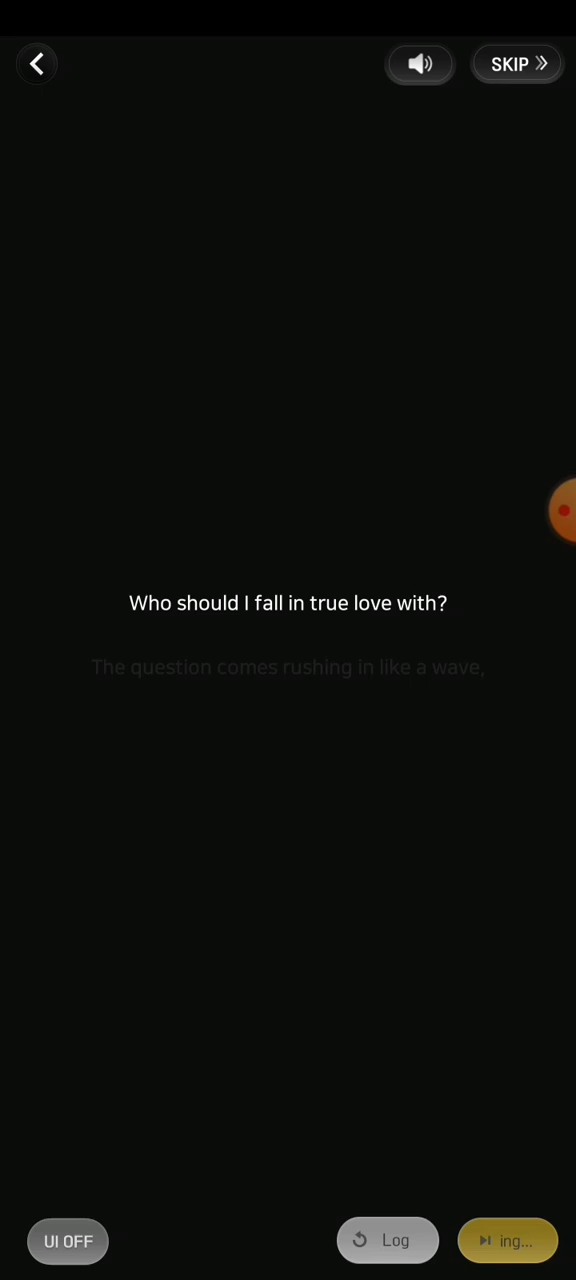 SKIP
Who should I fall in true love with?
The question comes rushing in like a wave,
UI OFF
Log
ing...